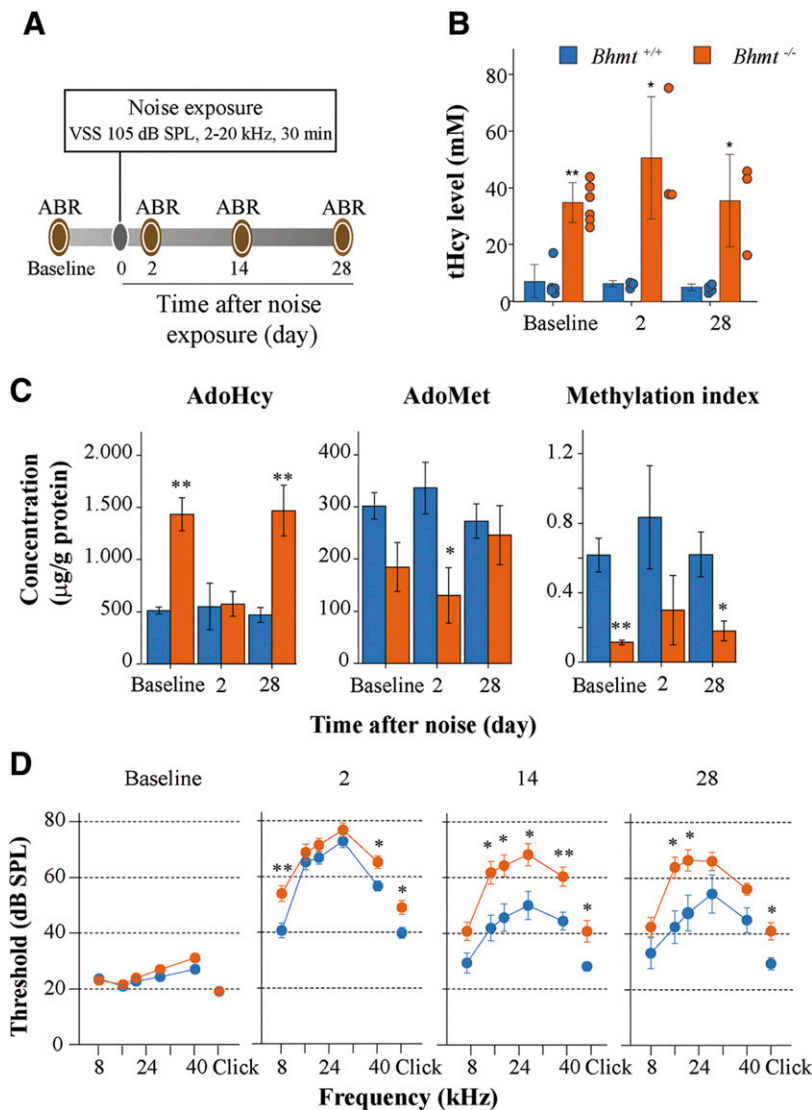 A
Noise exposure
VSS 105 dB SPL, 2-20 kHz, 30 min
ABR ABR ABR ABR
Baseline 0 2 14 28
Time after noise
exposure (day)
B
Bhmt +/+ Bhmt -/-
tHcy level (mM)
80
60
40
20
0
** * *
Baseline 2 28
C
AdoHcy AdoMet Methylation index
Concentration
(µg/g protein)
2.000
1.500
1.000
500
0
** **
Baseline 2 28
400
300
200
100
0
*
Baseline 2 28
1.2
0.8
0.4
0
** *
Baseline 2 28
Time after noise (day)
D
Baseline 2 14 28
Threshold (dB SPL)
80
60
40
20
0
** * *
* * * ** *
* * *
8 24 40 Click 8 24 40 Click 8 24 40 Click 8 24 40 Click
Frequency (kHz)